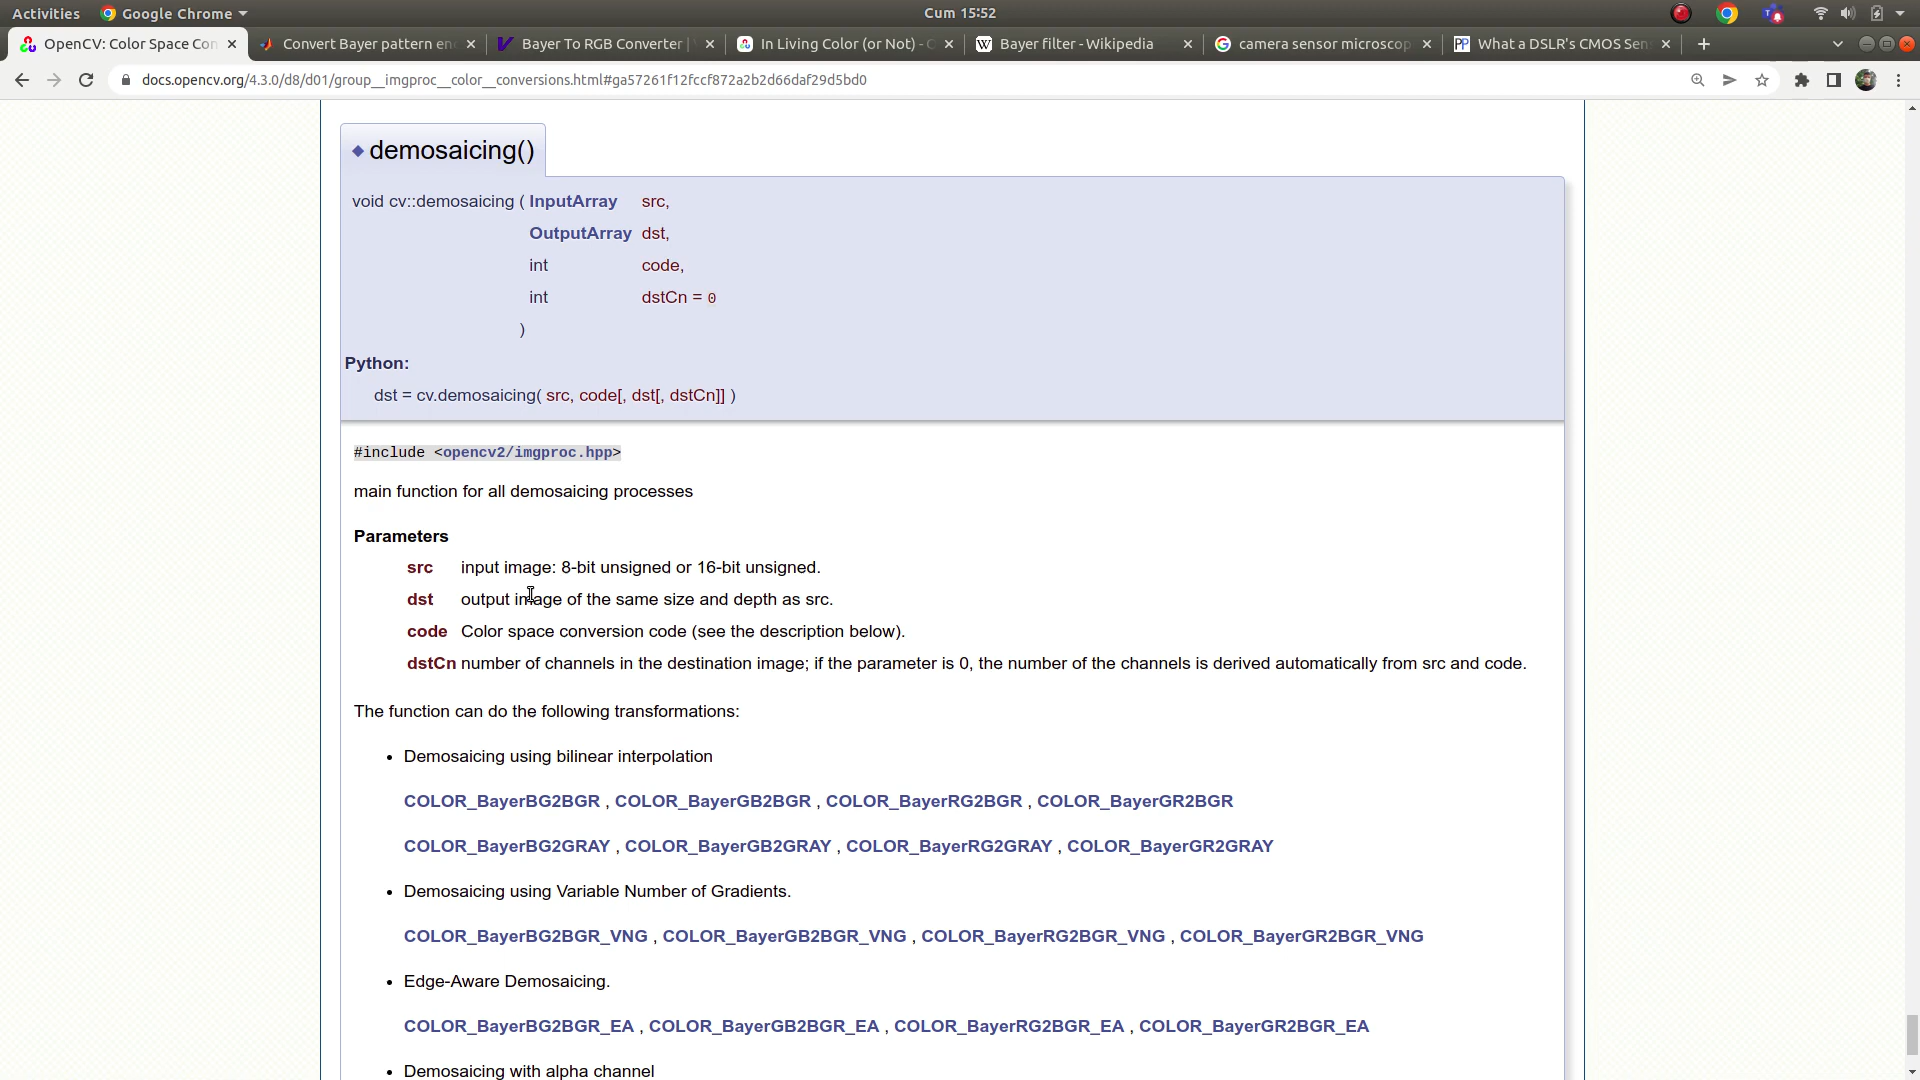 Activities Google Chrome Cum 15:52
OpenCV: Color Space Con Convert Bayer pattern en Bayer To RGB Converter | In Living Color (or Not) - O Bayer filter - Wikipedia camera sensor microscop What a DSLR's CMOS Sen
docs.opencv.org/4.3.0/d8/d01/group__imgproc__color__conversions.html#ga57261f12fccf872a2b2d66daf29d5bd0
◆ demosaicing()
void cv::demosaicing ( InputArray src,
OutputArray dst,
int code,
int dstCn = 0
)
Python:
dst = cv.demosaicing( src, code[, dst[, dstCn]] )
#include <opencv2/imgproc.hpp>
main function for all demosaicing processes
Parameters
src input image: 8-bit unsigned or 16-bit unsigned.
dst output image of the same size and depth as src.
code Color space conversion code (see the description below).
dstCn number of channels in the destination image; if the parameter is 0, the number of the channels is derived automatically from src and code.
The function can do the following transformations:
• Demosaicing using bilinear interpolation
COLOR_BayerBG2BGR , COLOR_BayerGB2BGR , COLOR_BayerRG2BGR , COLOR_BayerGR2BGR
COLOR_BayerBG2GRAY , COLOR_BayerGB2GRAY , COLOR_BayerRG2GRAY , COLOR_BayerGR2GRAY
• Demosaicing using Variable Number of Gradients.
COLOR_BayerBG2BGR_VNG , COLOR_BayerGB2BGR_VNG , COLOR_BayerRG2BGR_VNG , COLOR_BayerGR2BGR_VNG
• Edge-Aware Demosaicing.
COLOR_BayerBG2BGR_EA , COLOR_BayerGB2BGR_EA , COLOR_BayerRG2BGR_EA , COLOR_BayerGR2BGR_EA
• Demosaicing with alpha channel